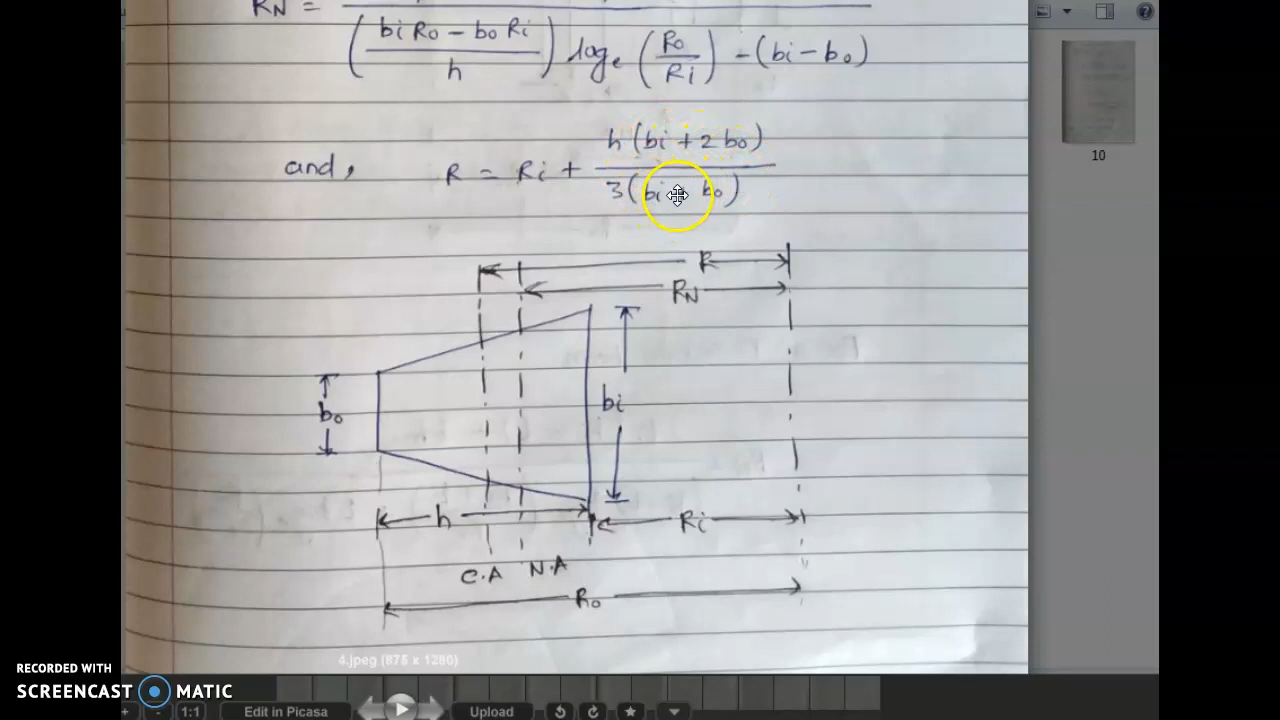 RN =
(bi Ro - bo Ri / h) loge (Ro / Ri) - (bi - bo)
and, R = Ri + h (bi + 2 bo) / 3 (bi bo)
10
R
RN
bo
bi
h
Ri
C.A N.A
Ro
4.jpeg (875 x 1280)
RECORDED WITH
SCREENCAST MATIC
1:1
Edit in Picasa
Upload